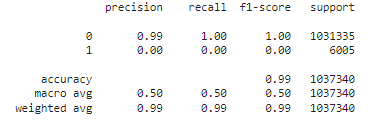 precision recall f1-score support
0 0.99 1.00 1.00 1031335
1 0.00 0.00 0.00 6005
accuracy 0.99 1037340
macro avg 0.50 0.50 0.50 1037340
weighted avg 0.99 0.99 0.99 1037340